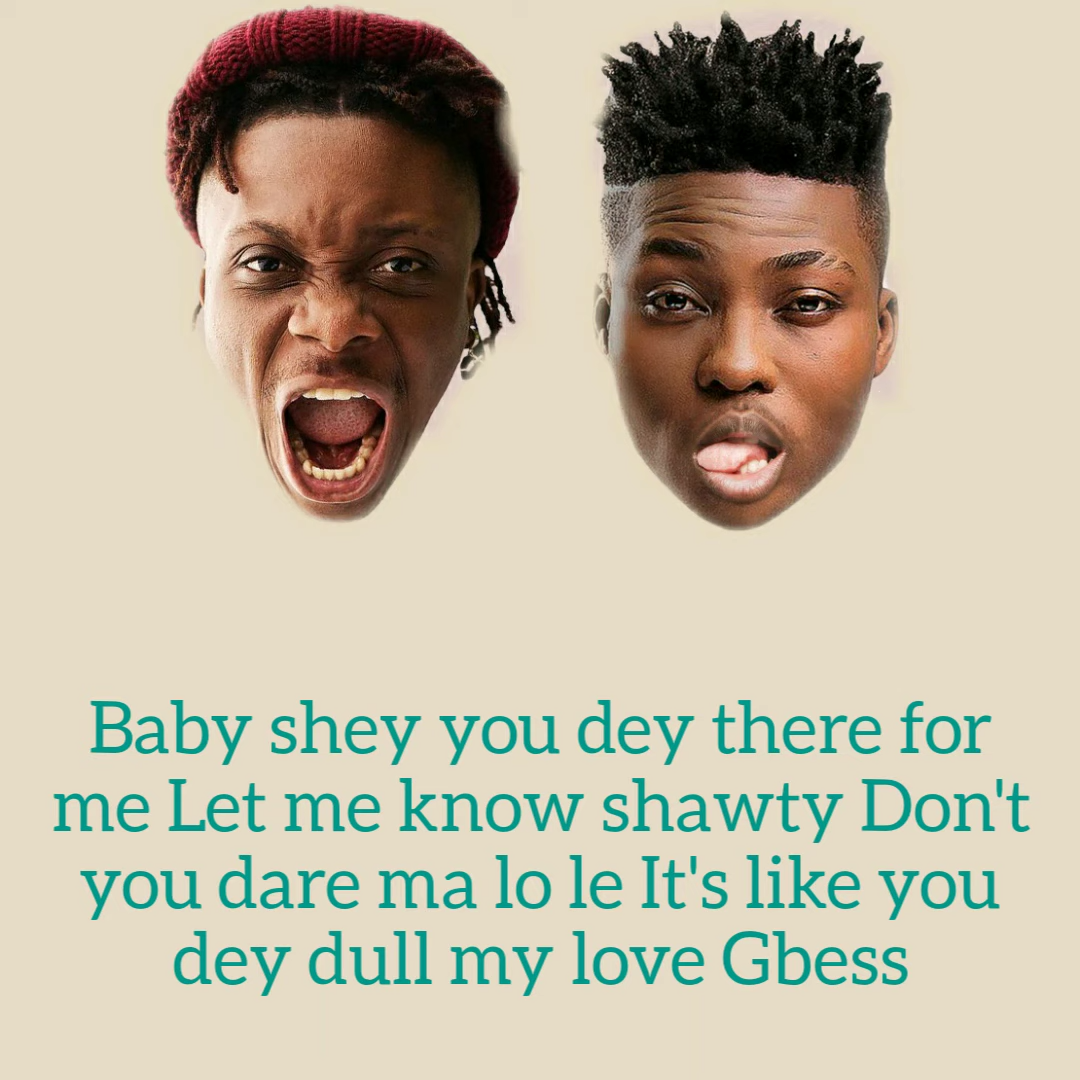 Baby shey you dey there for
me Let me know shawty Don't
you dare ma lo le It's like you
dey dull my love Gbess